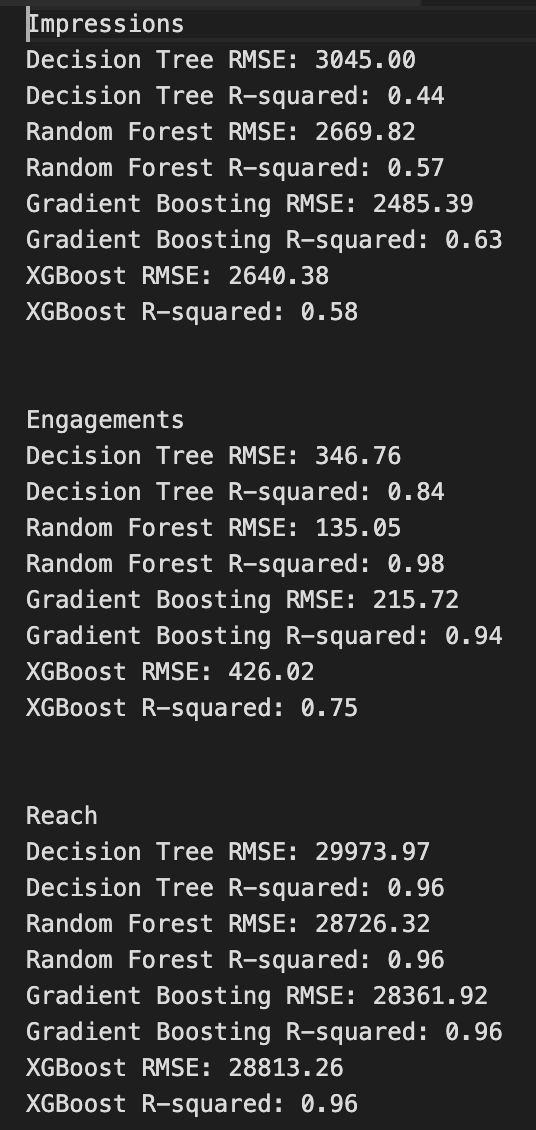 Impressions
Decision Tree RMSE: 3045.00
Decision Tree R-squared: 0.44
Random Forest RMSE: 2669.82
Random Forest R-squared: 0.57
Gradient Boosting RMSE: 2485.39
Gradient Boosting R-squared: 0.63
XGBoost RMSE: 2640.38
XGBoost R-squared: 0.58
Engagements
Decision Tree RMSE: 346.76
Decision Tree R-squared: 0.84
Random Forest RMSE: 135.05
Random Forest R-squared: 0.98
Gradient Boosting RMSE: 215.72
Gradient Boosting R-squared: 0.94
XGBoost RMSE: 426.02
XGBoost R-squared: 0.75
Reach
Decision Tree RMSE: 29973.97
Decision Tree R-squared: 0.96
Random Forest RMSE: 28726.32
Random Forest R-squared: 0.96
Gradient Boosting RMSE: 28361.92
Gradient Boosting R-squared: 0.96
XGBoost RMSE: 28813.26
XGBoost R-squared: 0.96